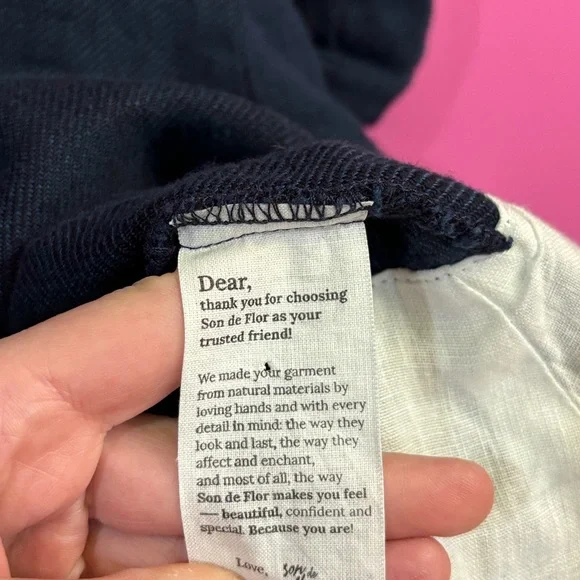 Dear,
thank you for choosing
Son de Flor as your
trusted friend!
We made your garment
from natural materials by
loving hands and with every
detail in mind: the way they
look and last, the way they
affect and enchant,
and most of all, the way
Son de Flor makes you feel
— beautiful, confident and
special. Because you are!
Love, son de